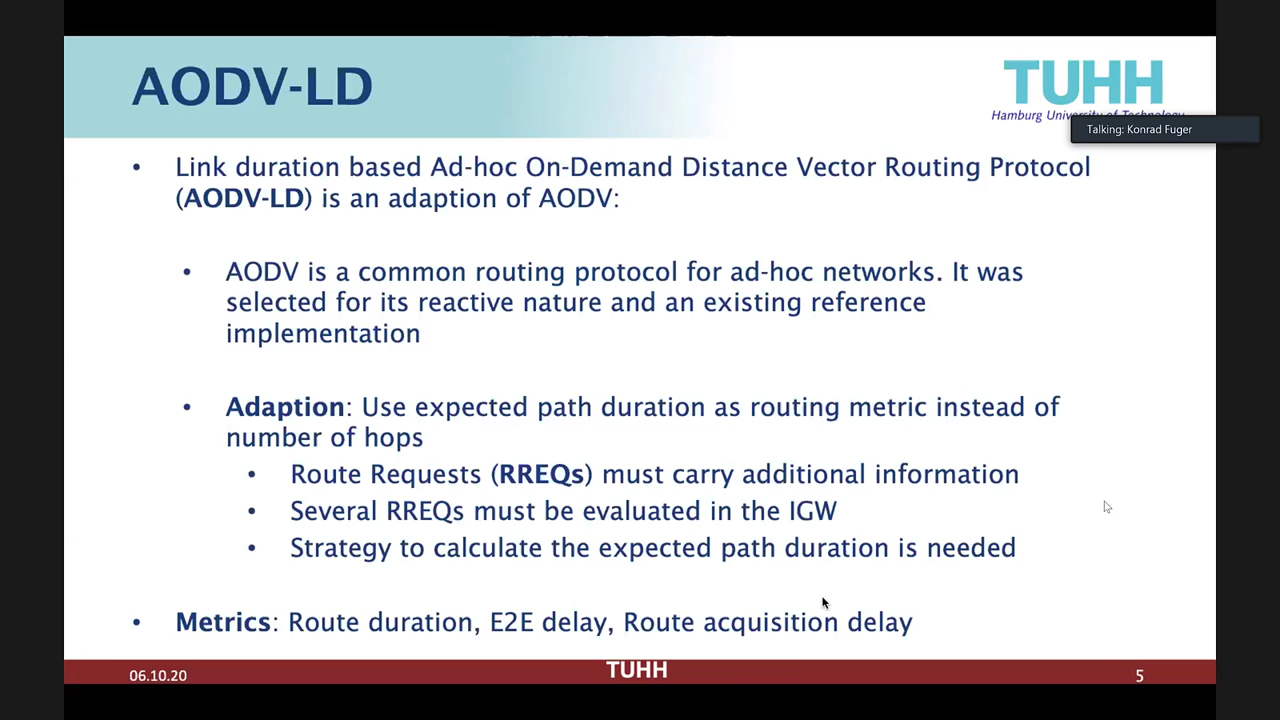 AODV-LD
TUHH
Hamburg University of Technology
Talking: Konrad Fuger
• Link duration based Ad-hoc On-Demand Distance Vector Routing Protocol
(AODV-LD) is an adaption of AODV:
• AODV is a common routing protocol for ad-hoc networks. It was
selected for its reactive nature and an existing reference
implementation
• Adaption: Use expected path duration as routing metric instead of
number of hops
• Route Requests (RREQs) must carry additional information
• Several RREQs must be evaluated in the IGW
• Strategy to calculate the expected path duration is needed
• Metrics: Route duration, E2E delay, Route acquisition delay
06.10.20
TUHH
5